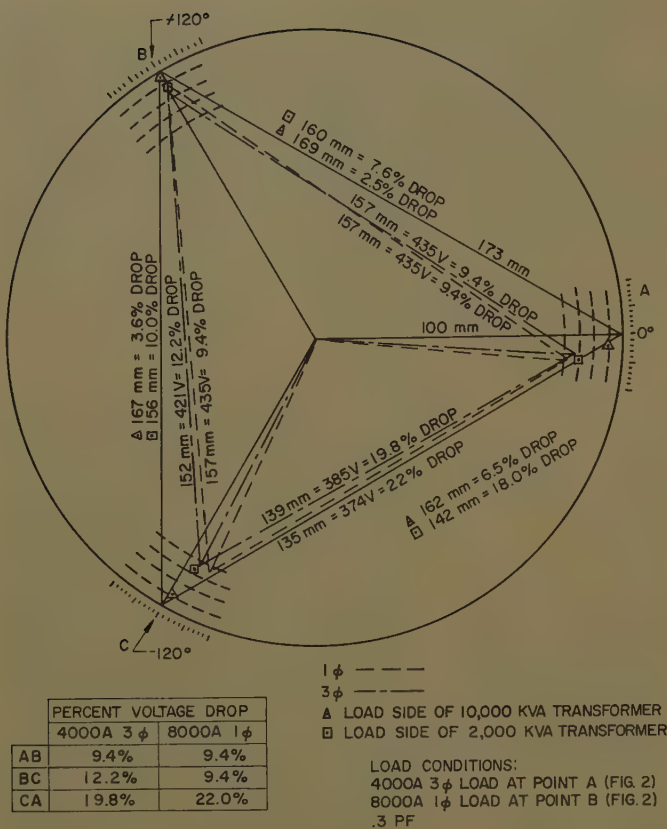 +120°
B
⊡ 160 mm = 7.6% DROP
△ 169 mm = 2.5% DROP
157 mm = 435V = 9.4% DROP
157 mm = 435V = 9.4% DROP
173 mm
A
0°
100 mm
△ 167 mm = 3.6% DROP
⊡ 156 mm = 10.0% DROP
152 mm = 421V = 12.2% DROP
157mm = 435V = 9.4% DROP
139 mm = 385V = 19.8% DROP
135 mm = 374V = 22% DROP
△ 162 mm = 6.5% DROP
⊡ 142 mm = 18.0% DROP
C
-120°
1ϕ
3ϕ
△ LOAD SIDE OF 10,000 KVA TRANSFORMER
⊡ LOAD SIDE OF 2,000 KVA TRANSFORMER
PERCENT VOLTAGE DROP
4000A 3ϕ 8000A 1ϕ
AB 9.4% 9.4%
BC 12.2% 9.4%
CA 19.8% 22.0%
LOAD CONDITIONS:
4000A 3ϕ LOAD AT POINT A (FIG. 2)
8000A 1ϕ LOAD AT POINT B (FIG. 2)
.3 PF